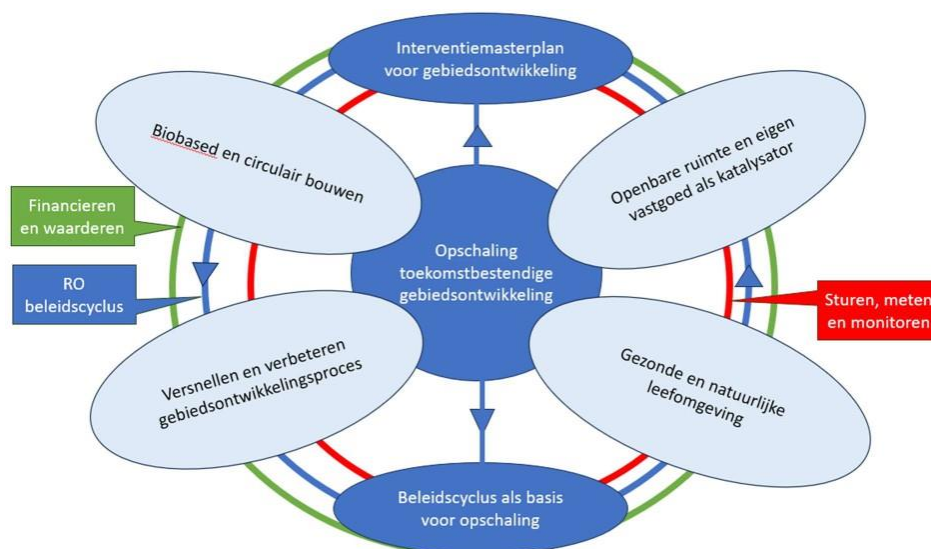 Interventiemasterplan
voor gebiedsontwikkeling
Biobased en circulair bouwen
Openbare ruimte en eigen
vastgoed als katalysator
Financieren
en waarderen
Opschaling
toekomstbestendige
gebiedsontwikkeling
RO
beleidscyclus
Sturen, meten
en monitoren
Versnellen en verbeteren
gebiedsontwikkelingsproces
Gezonde en natuurlijke
leefomgeving
Beleidscyclus als basis
voor opschaling